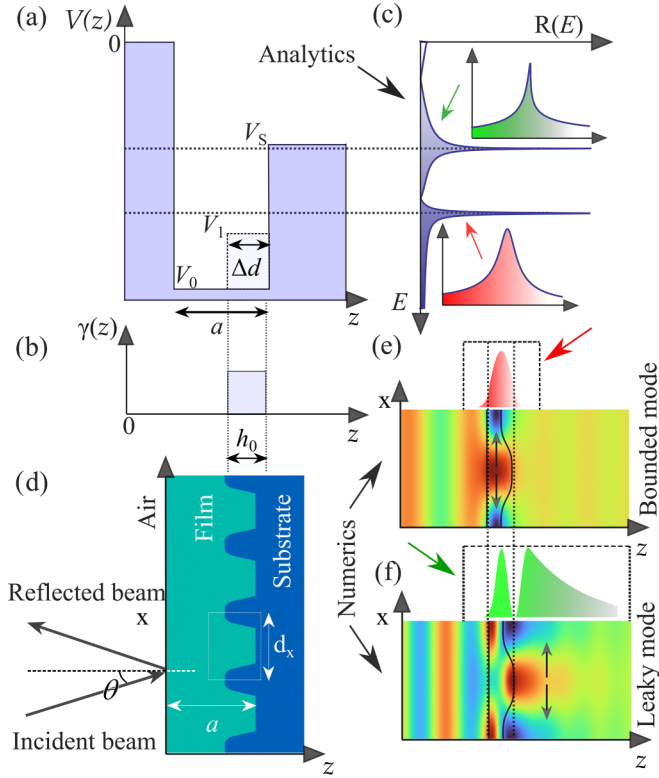 (a)
V(z)
0
V_S
V_1
V_0
Δd
a
z
Analytics
(c)
R(E)
E
(b)
γ(z)
0
z
h_0
(d)
Air
Film
Substrate
Reflected beam
x
θ
Incident beam
d_x
a
z
Numerics
(e)
x
Bounded mode
z
(f)
x
Leaky mode
z